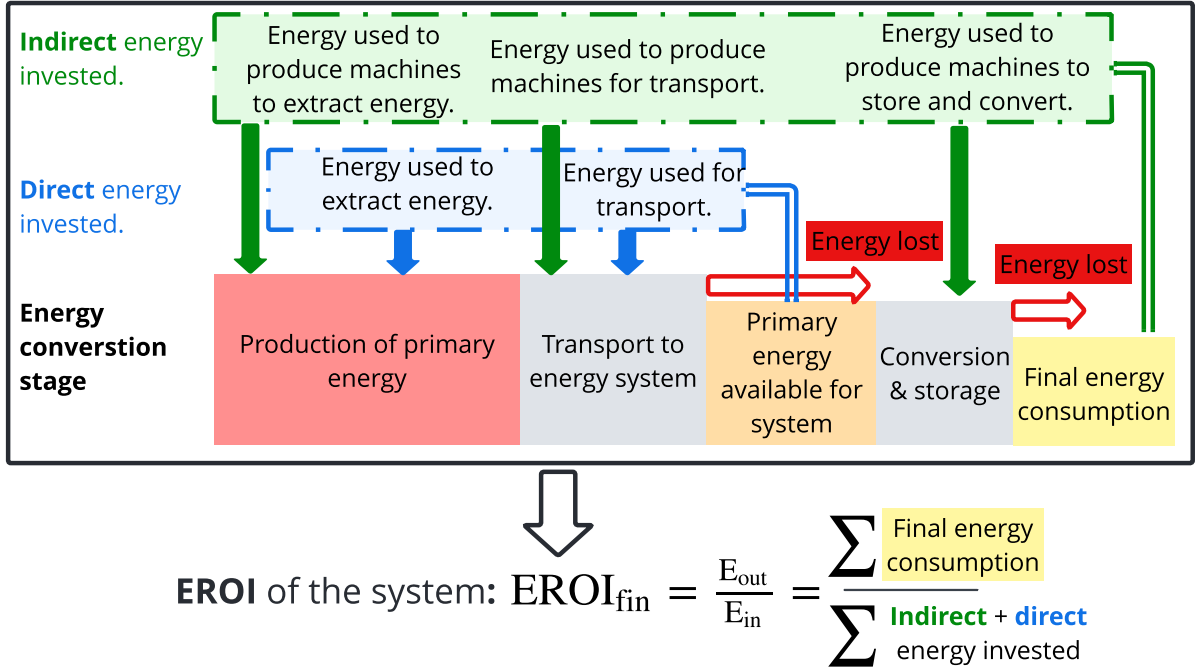 Indirect energy
invested.
Energy used to
produce machines
to extract energy.
Energy used to produce
machines for transport.
Energy used to
produce machines to
store and convert.
Direct energy
invested.
Energy used to
extract energy.
Energy used for
transport.
Energy lost
Energy lost
Energy
converstion
stage
Production of primary
energy
Transport to
energy system
Primary
energy
available for
system
Conversion
& storage
Final energy
consumption
EROI of the system: EROI_fin = E_out / E_in = ∑ Final energy
consumption
∑ Indirect + direct
energy invested